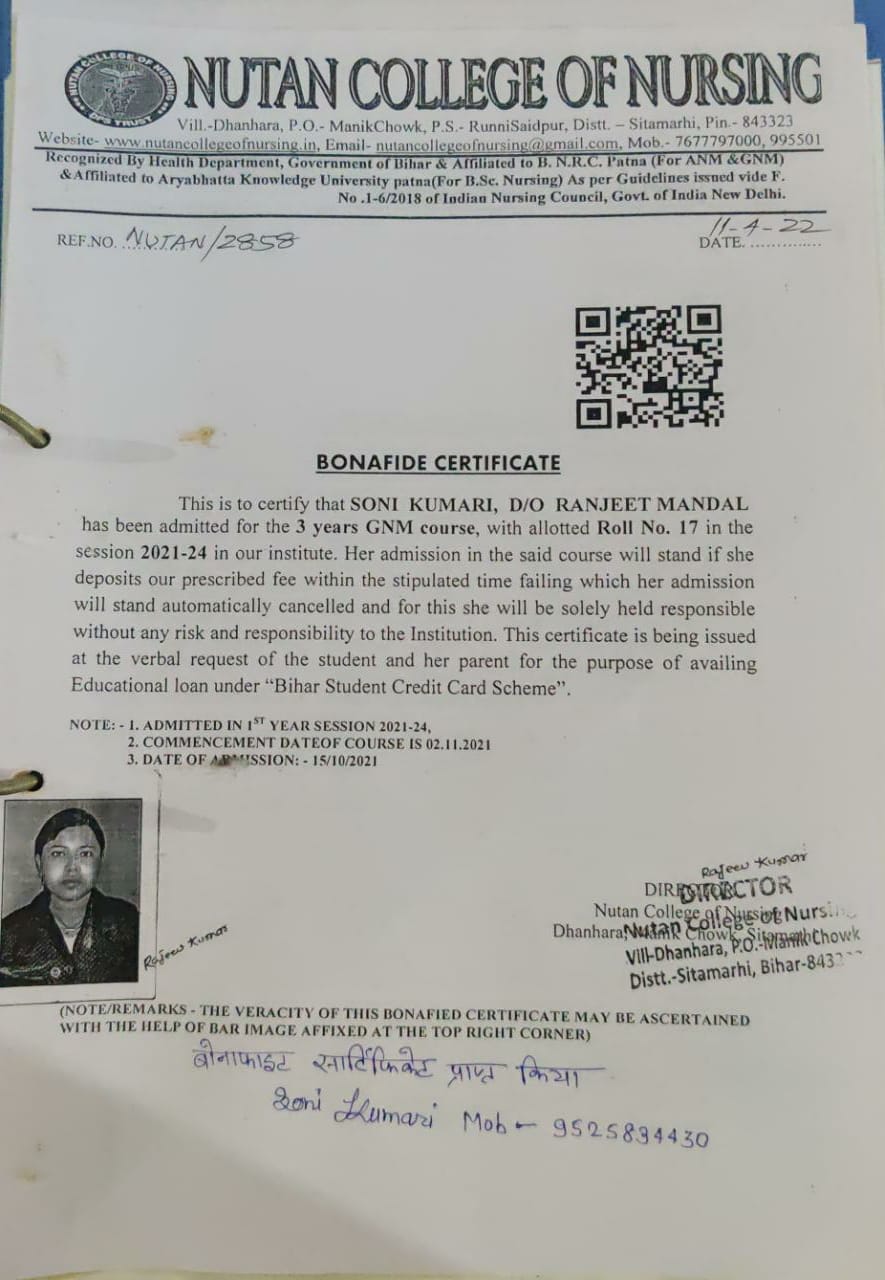 NUTAN COLLEGE OF NURSING
NUTAN COLLEGE OF NURSING
DPS TRUST
Vill.-Dhanhara, P.O.- ManikChowk, P.S.- RunniSaidpur, Distt. – Sitamarhi, Pin.- 843323
Website- www.nutancollegeofnursing.in, Email- nutancollegeofnursing@gmail.com, Mob.- 7677797000, 995501
Recognized By Health Department, Government of Bihar & Affiliated to B. N.R.C. Patna (For ANM &GNM)
&Affiliated to Aryabhatta Knowledge University patna(For B.Sc. Nursing) As per Guidelines issued vide F.
No .1-6/2018 of Indian Nursing Council, Govt. of India New Delhi.
REF.NO. NUTAN/2858
DATE. 11-4-22
BONAFIDE CERTIFICATE
This is to certify that SONI KUMARI, D/O RANJEET MANDAL
has been admitted for the 3 years GNM course, with allotted Roll No. 17 in the
session 2021-24 in our institute. Her admission in the said course will stand if she
deposits our prescribed fee within the stipulated time failing which her admission
will stand automatically cancelled and for this she will be solely held responsible
without any risk and responsibility to the Institution. This certificate is being issued
at the verbal request of the student and her parent for the purpose of availing
Educational loan under “Bihar Student Credit Card Scheme”.
NOTE: - 1. ADMITTED IN 1ST YEAR SESSION 2021-24,
2. COMMENCEMENT DATEOF COURSE IS 02.11.2021
3. DATE OF ADMISSION: - 15/10/2021
Rajeev Kumar
Rajeev Kumar
DIRECTOR
Nutan College of Nursing
Dhanhara, Manik Chowk, Sitamarhi
DIRECTOR
Nutan College of Nurs
Vill-Dhanhara, P.O.-Manik Chowk
Distt.-Sitamarhi, Bihar-843
(NOTE/REMARKS - THE VERACITY OF THIS BONAFIED CERTIFICATE MAY BE ASCERTAINED
WITH THE HELP OF BAR IMAGE AFFIXED AT THE TOP RIGHT CORNER)
बोनाफाइट सार्टिफिकेट प्राप्त किया
Soni Kumari Mob - 9525894430